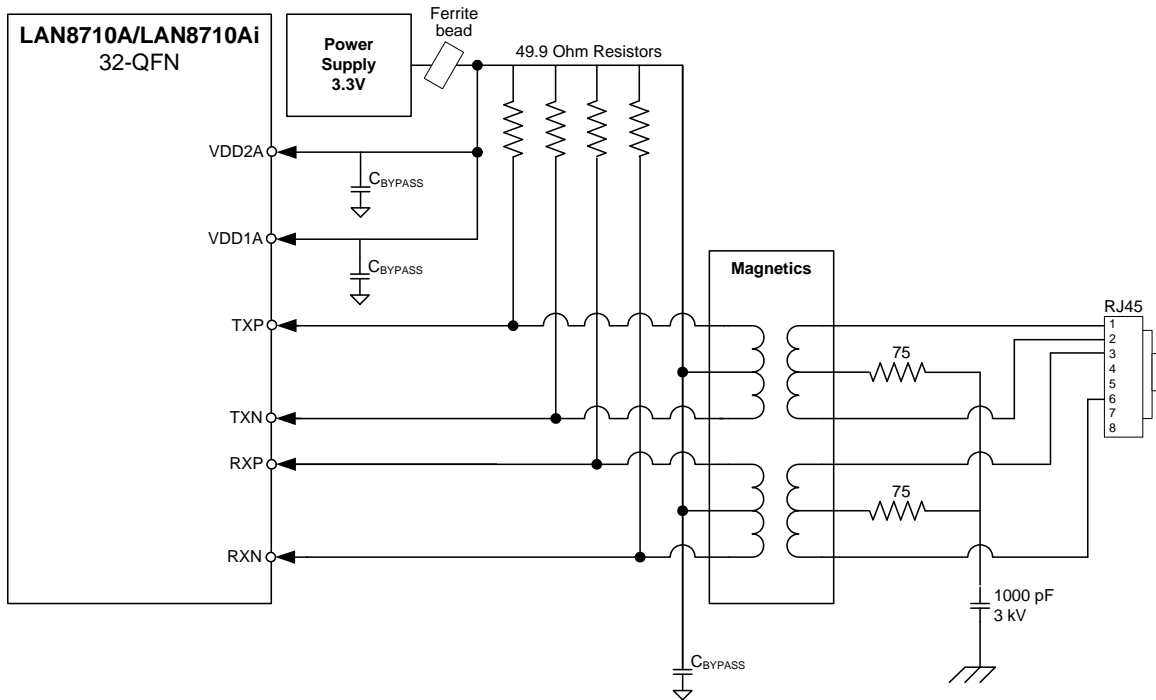 LAN8710A/LAN8710Ai
32-QFN
Power
Supply
3.3V
Ferrite
bead
49.9 Ohm Resistors
VDD2A
CBYPASS
VDD1A
CBYPASS
Magnetics
TXP
RJ45
1
2
3
4
5
6
7
8
75
TXN
RXP
75
RXN
1000 pF
3 kV
CBYPASS